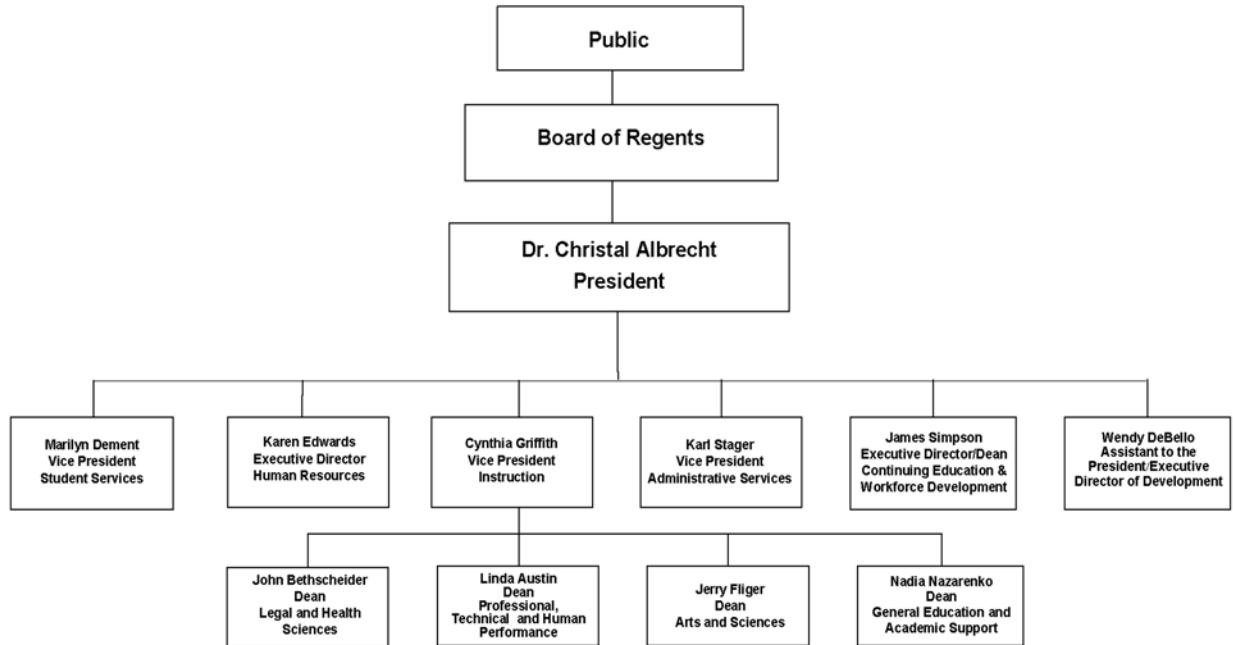 Public
Board of Regents
Dr. Christal Albrecht
President
Marilyn Dement
Vice President
Student Services
Karen Edwards
Executive Director
Human Resources
Cynthia Griffith
Vice President
Instruction
Karl Stager
Vice President
Administrative Services
James Simpson
Executive Director/Dean
Continuing Education &
Workforce Development
Wendy DeBello
Assistant to the
President/Executive
Director of Development
John Bethscheider
Dean
Legal and Health
Sciences
Linda Austin
Dean
Professional,
Technical and Human
Performance
Jerry Fliger
Dean
Arts and Sciences
Nadia Nazarenko
Dean
General Education and
Academic Support